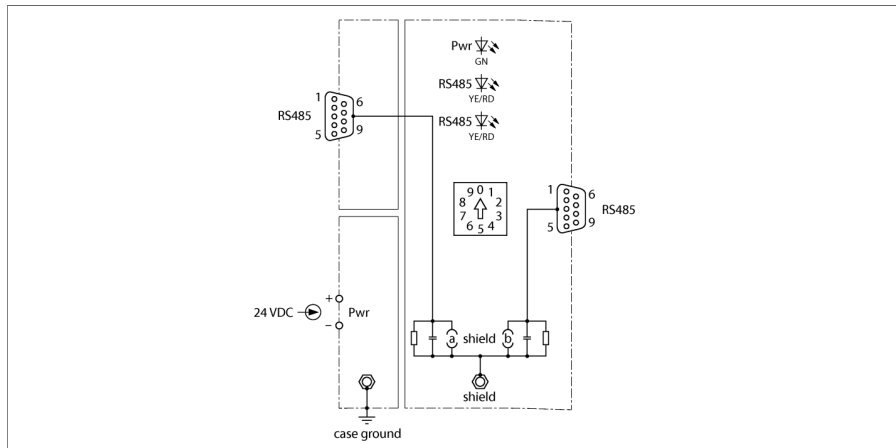 Pwr
GN
RS485
YE/RD
RS485
YE/RD
1
6
RS485
5
9
9 0 1
8 2
7 3
6 5 4
1
6
RS485
5
9
+
24 VDC
Pwr
–
a shield b
shield
case ground